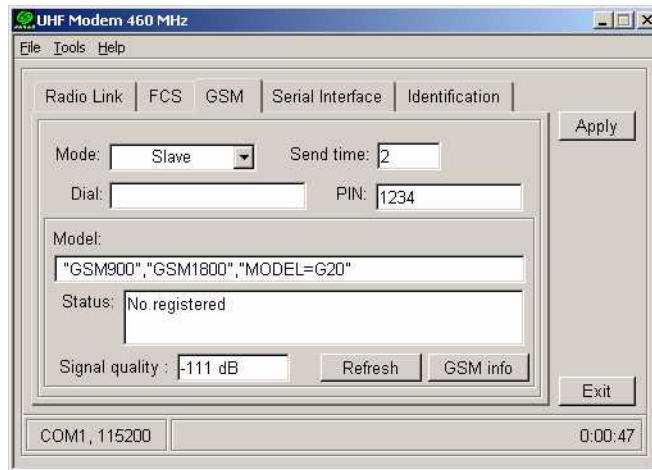 UHF Modem 460 MHz
File Tools Help
Radio Link FCS GSM Serial Interface Identification
Apply
Mode: Slave Send time: 2
Dial: PIN: 1234
Model:
"GSM900","GSM1800","MODEL=G20"
Status: No registered
Signal quality : -111 dB Refresh GSM info
Exit
COM1, 115200 0:00:47